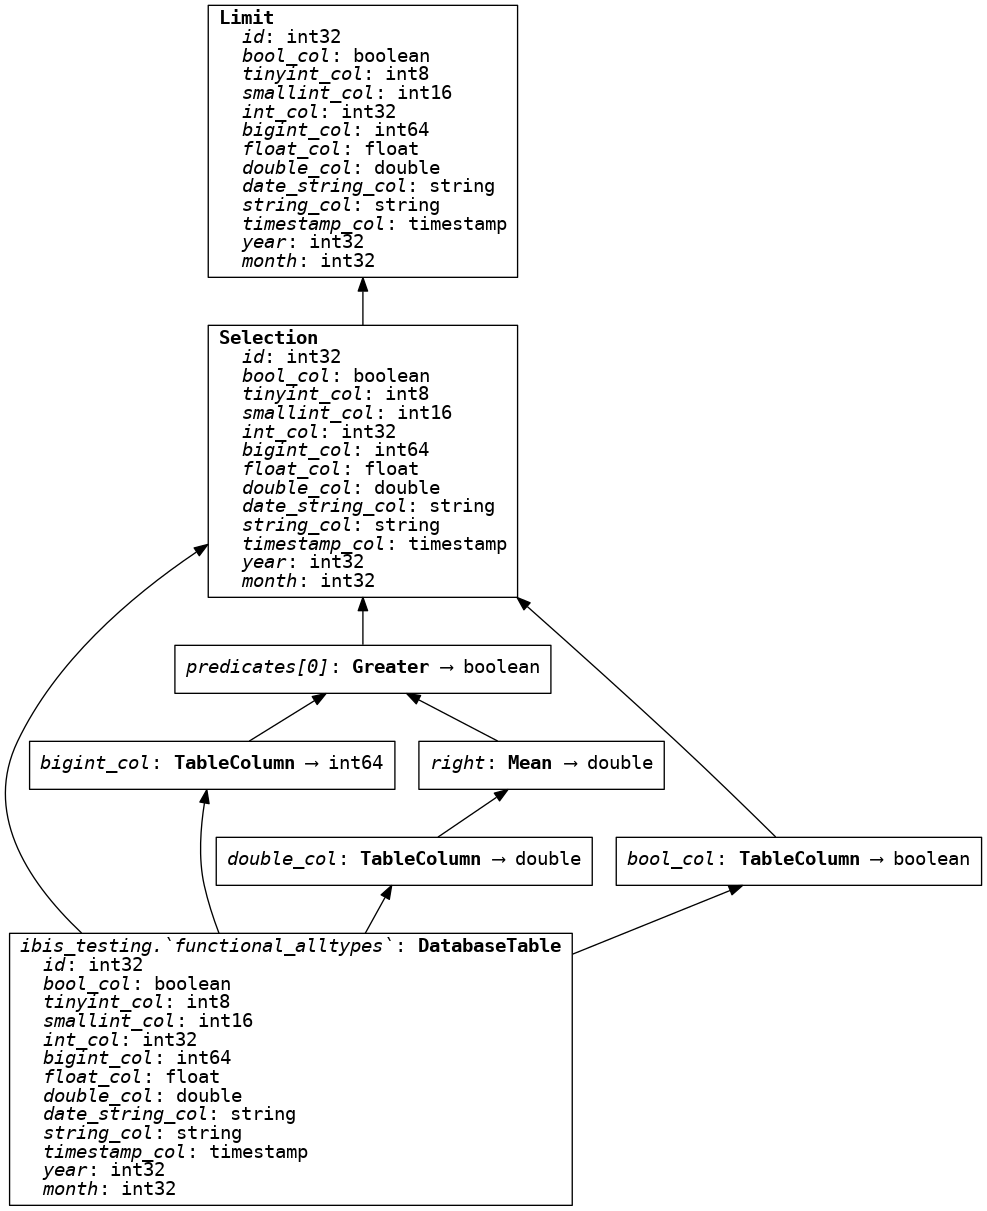 Limit
id: int32
bool_col: boolean
tinyint_col: int8
smallint_col: int16
int_col: int32
bigint_col: int64
float_col: float
double_col: double
date_string_col: string
string_col: string
timestamp_col: timestamp
year: int32
month: int32
Selection
id: int32
bool_col: boolean
tinyint_col: int8
smallint_col: int16
int_col: int32
bigint_col: int64
float_col: float
double_col: double
date_string_col: string
string_col: string
timestamp_col: timestamp
year: int32
month: int32
predicates[0]: Greater → boolean
bigint_col: TableColumn → int64
right: Mean → double
double_col: TableColumn → double
bool_col: TableColumn → boolean
ibis_testing.`functional_alltypes`: DatabaseTable
id: int32
bool_col: boolean
tinyint_col: int8
smallint_col: int16
int_col: int32
bigint_col: int64
float_col: float
double_col: double
date_string_col: string
string_col: string
timestamp_col: timestamp
year: int32
month: int32